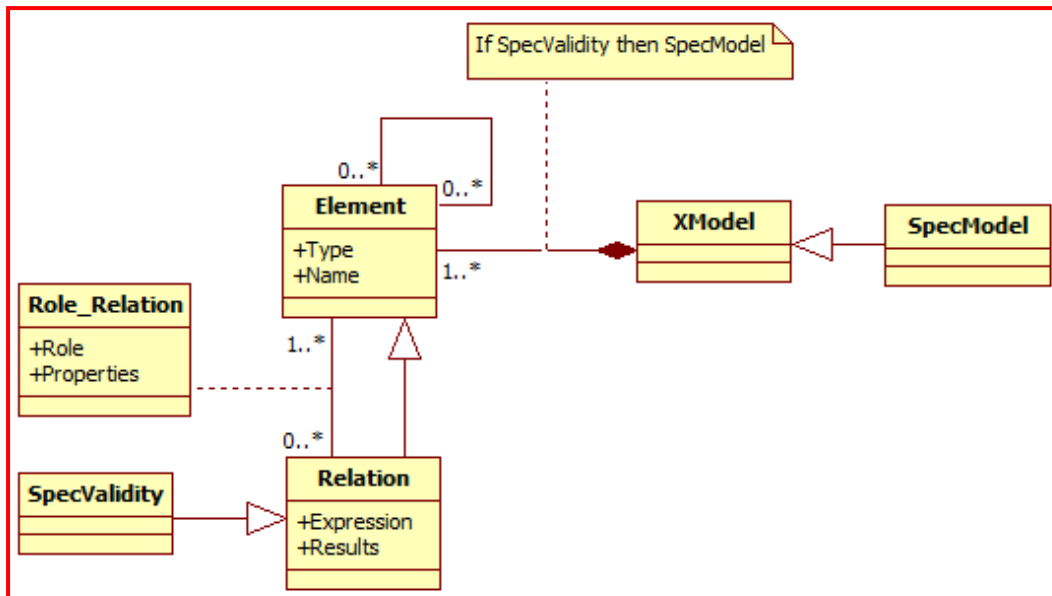 If SpecValidity then SpecModel
0..*
0..*
Element
+Type
+Name
1..*
XModel
SpecModel
Role_Relation
+Role
+Properties
1..*
0..*
SpecValidity
Relation
+Expression
+Results